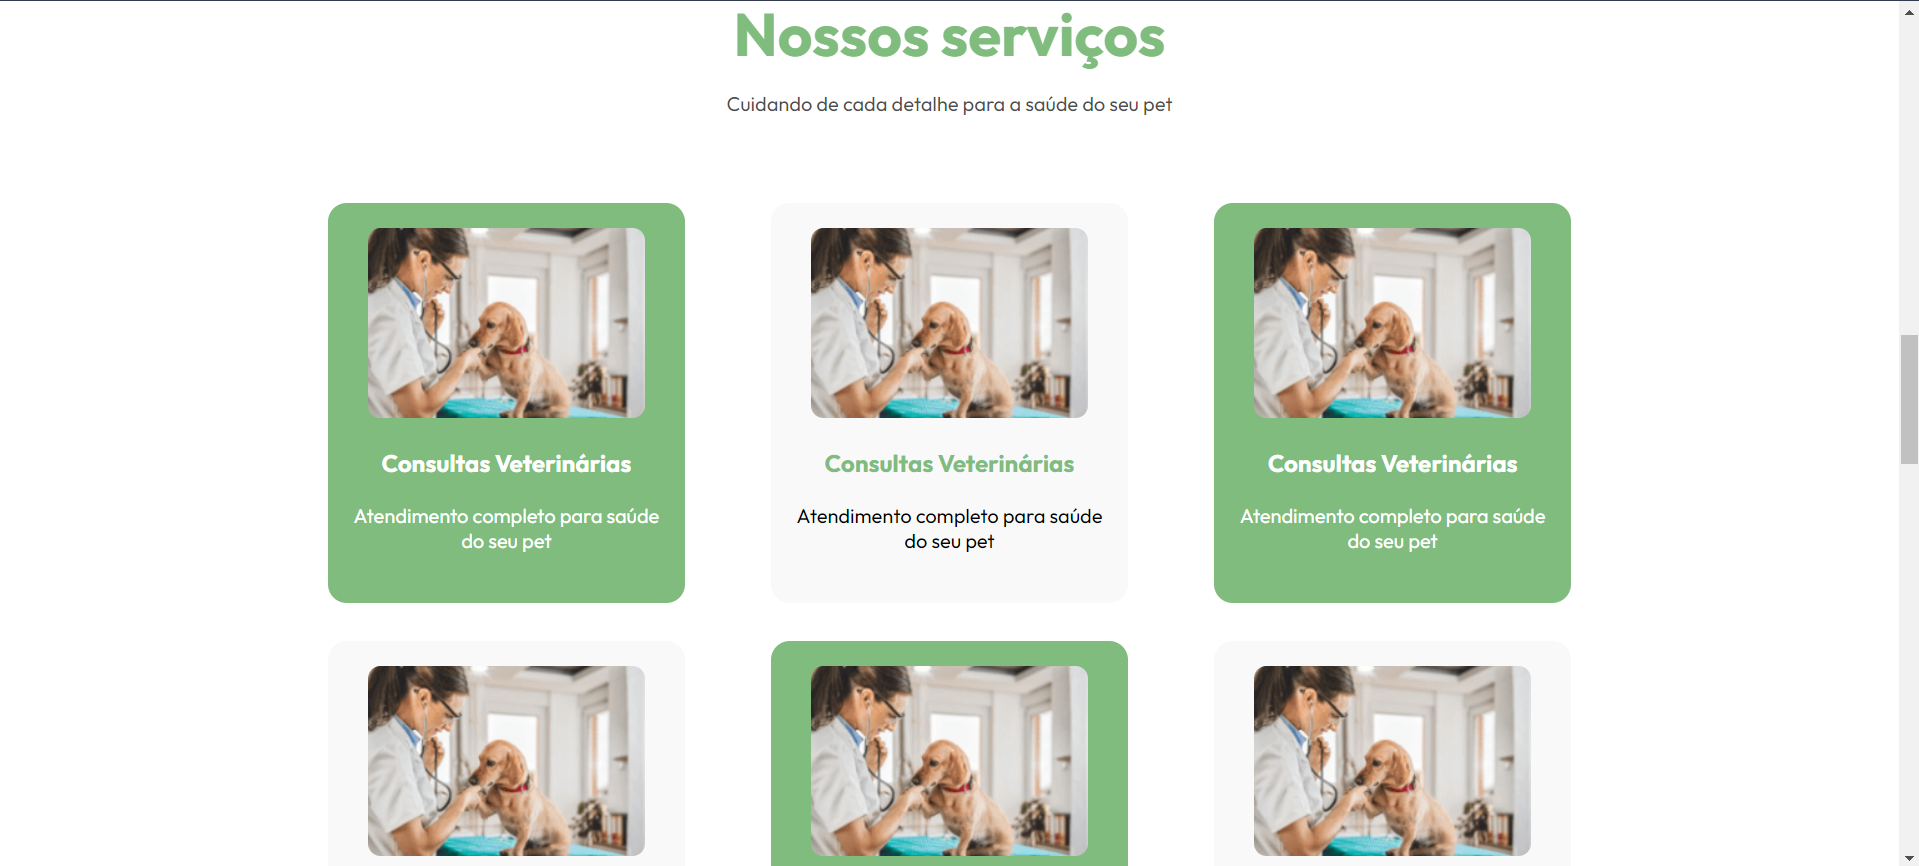 Nossos serviços
Cuidando de cada detalhe para a saúde do seu pet
Consultas Veterinárias
Atendimento completo para saúde
do seu pet
Consultas Veterinárias
Atendimento completo para saúde
do seu pet
Consultas Veterinárias
Atendimento completo para saúde
do seu pet